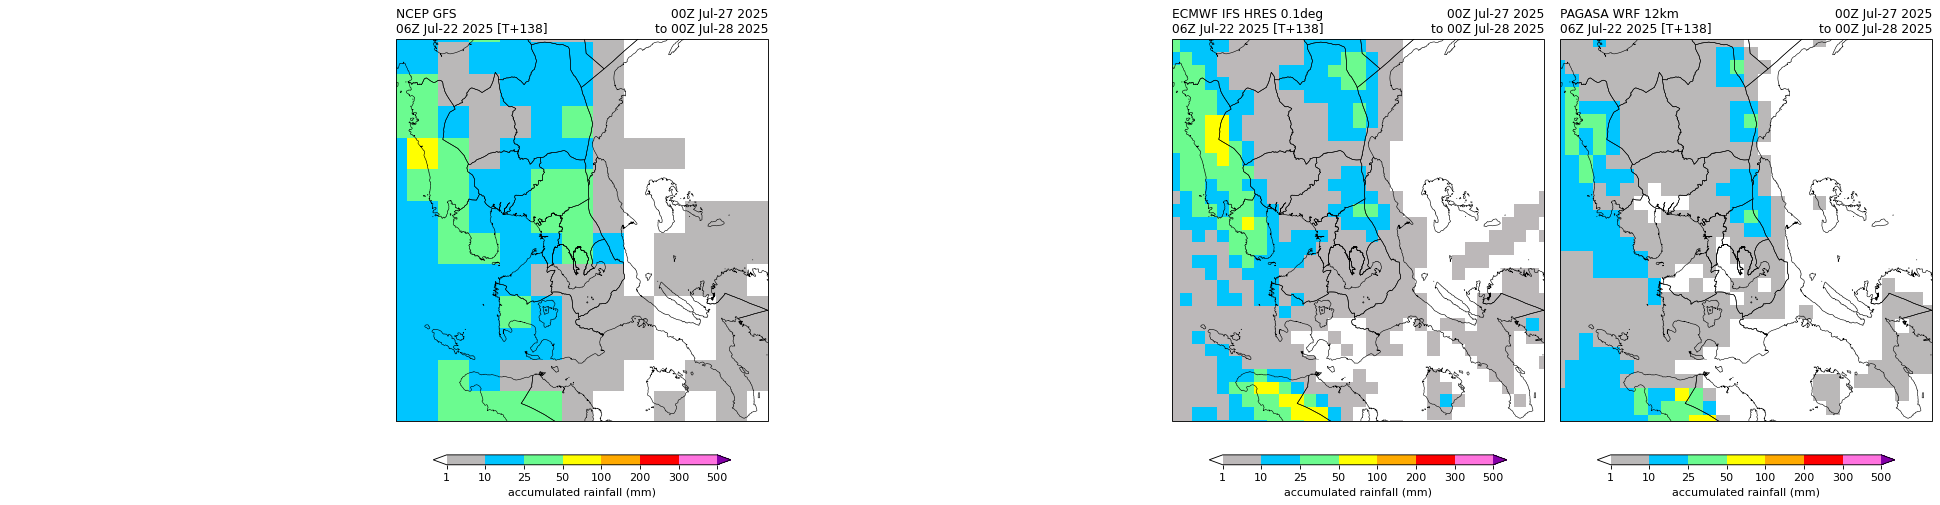 NCEP GFS 00Z Jul-27 2025
06Z Jul-22 2025 [T+138] to 00Z Jul-28 2025
1 10 25 50 100 200 300 500
accumulated rainfall (mm)
ECMWF IFS HRES 0.1deg 00Z Jul-27 2025
06Z Jul-22 2025 [T+138] to 00Z Jul-28 2025
1 10 25 50 100 200 300 500
accumulated rainfall (mm)
PAGASA WRF 12km 00Z Jul-27 2025
06Z Jul-22 2025 [T+138] to 00Z Jul-28 2025
1 10 25 50 100 200 300 500
accumulated rainfall (mm)